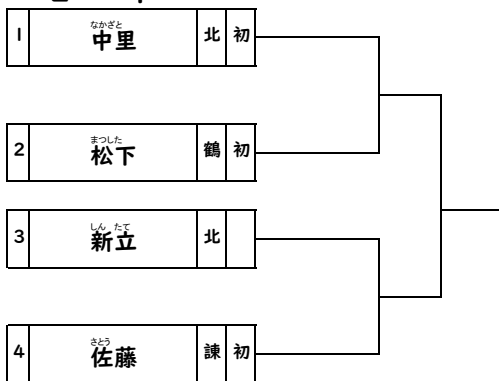 1 中里 なかざと 北 初
2 松下 まつした 鶴 初
3 新立 しん たて 北
4 佐藤 さとう 諌 初